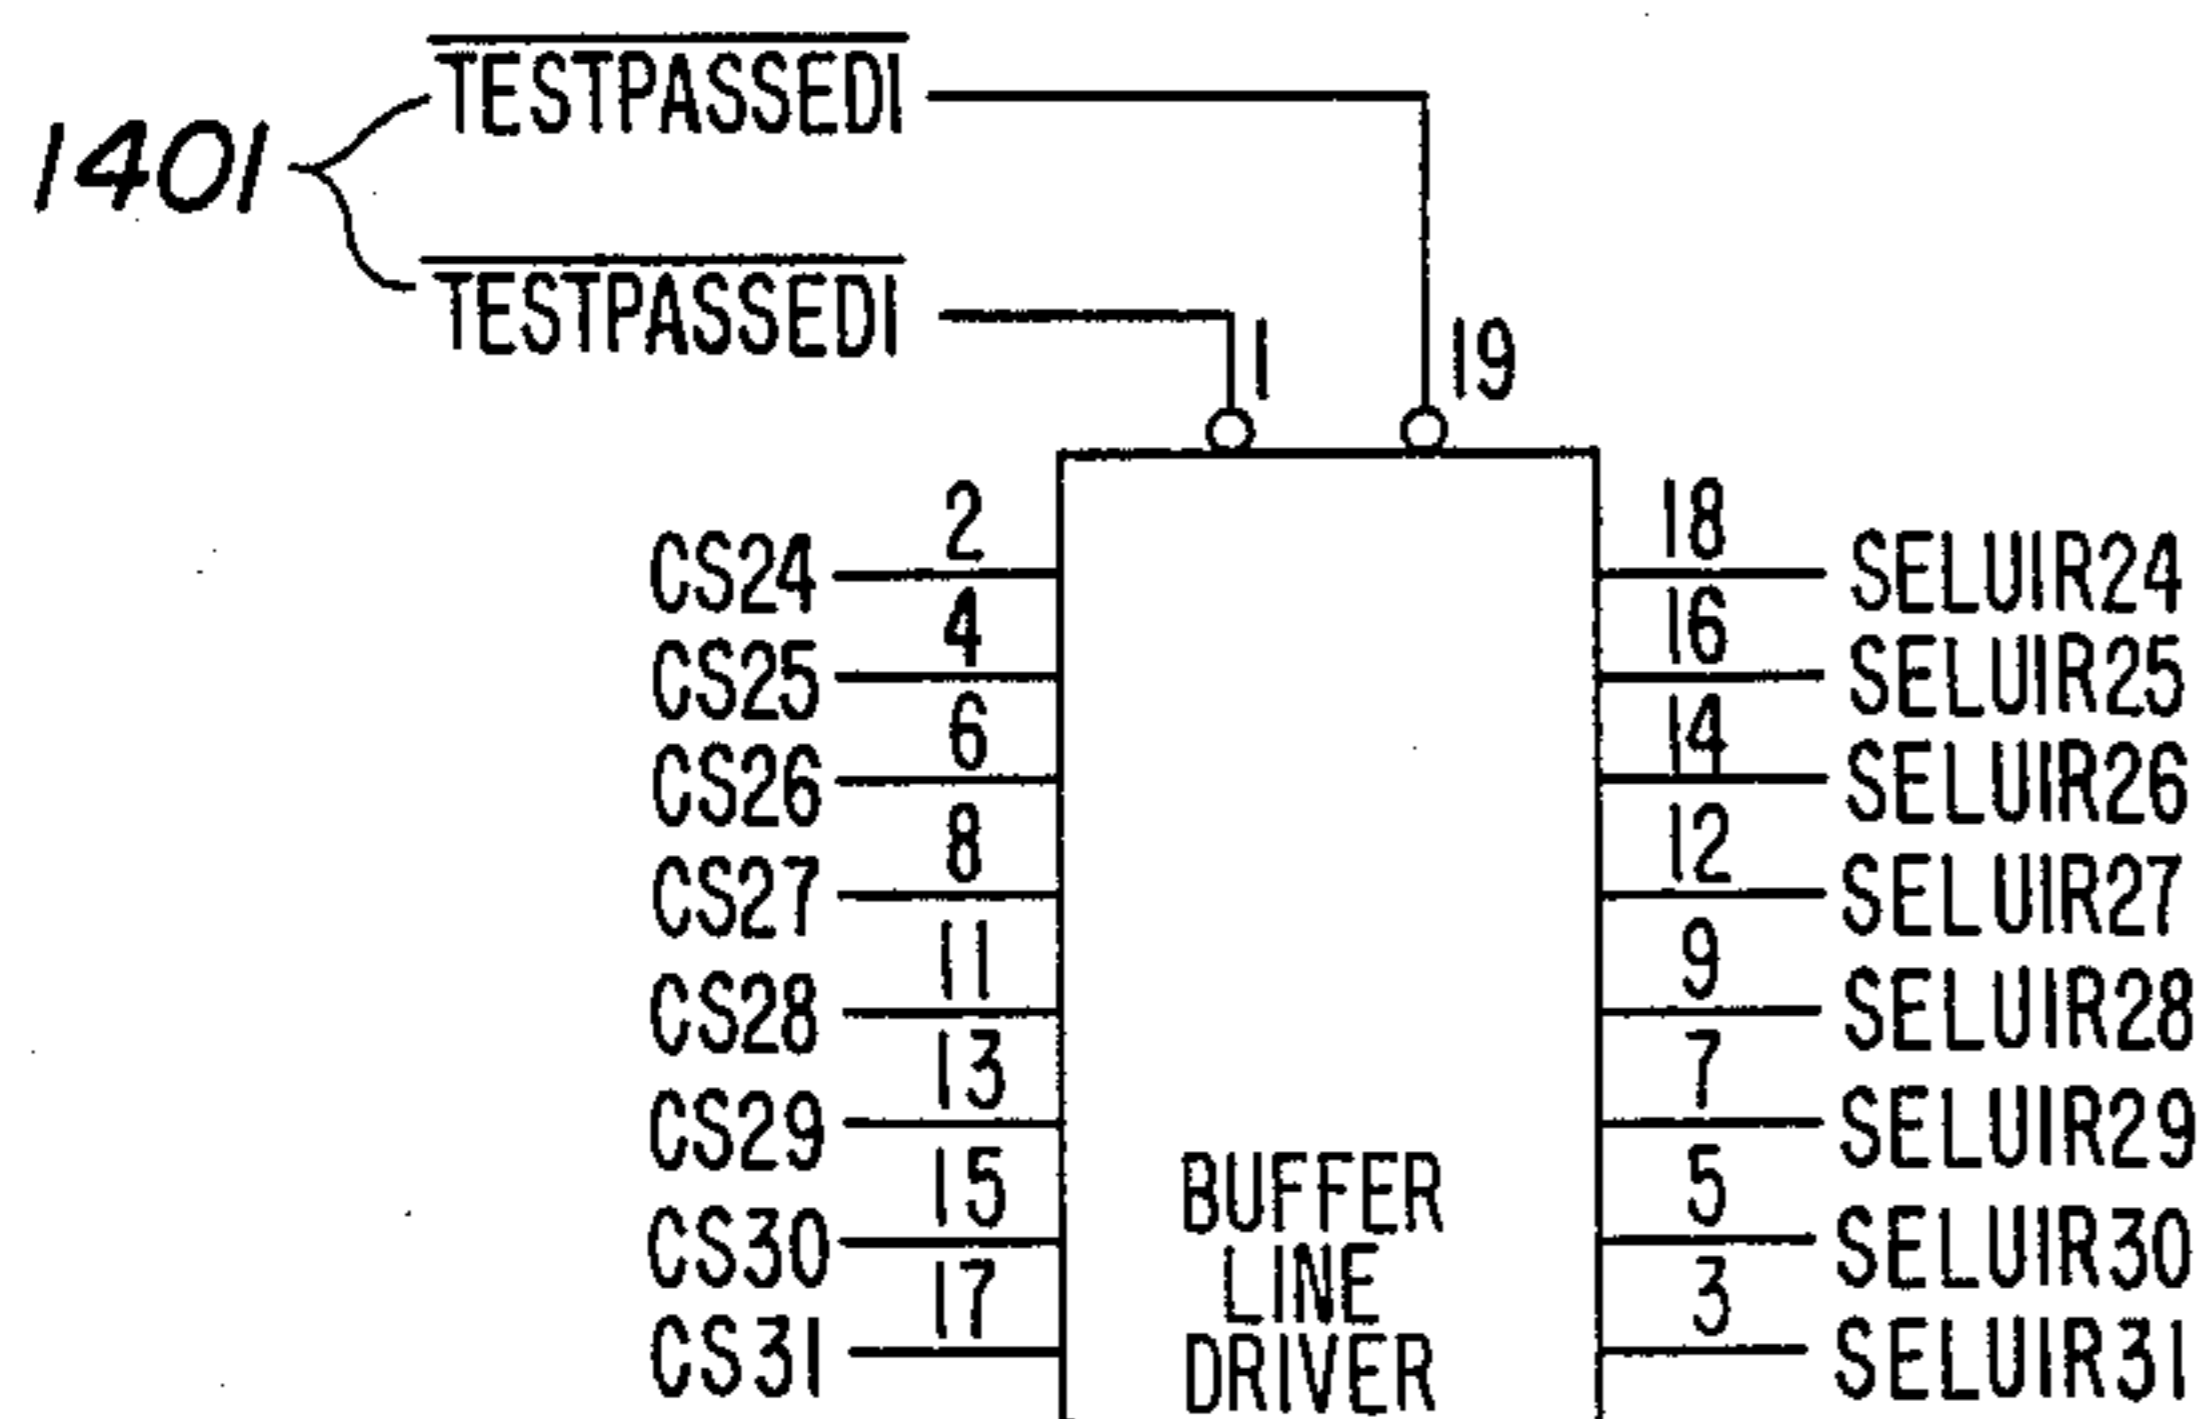 TESTPASSED1
1401
TESTPASSED1
1 19
2 18
CS24 SELUIR24
4 16
CS25 SELUIR25
6 14
CS26 SELUIR26
8 12
CS27 SELUIR27
11 9
CS28 SELUIR28
13 7
CS29 SELUIR29
15 5
CS30 SELUIR30
17 3
CS31 SELUIR31
BUFFER
LINE
DRIVER